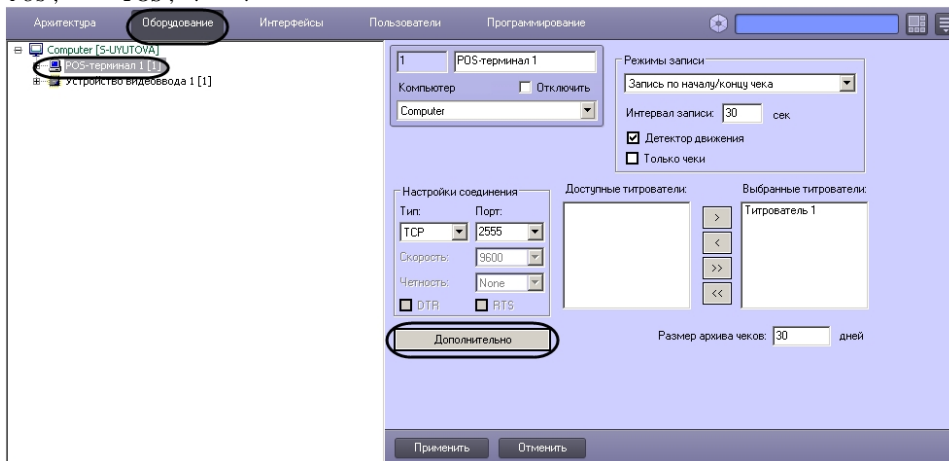 Архитектура Оборудование Интерфейсы Пользователи Программирование
Computer [S-UYUTOVA]
POS-терминал 1 [1]
Устройство видеоввода 1 [1]
1 POS-терминал 1
Компьютер Отключить
Computer
Режимы записи
Запись по началу/концу чека
Интервал записи: 30 сек
Детектор движения
Только чеки
Настройки соединения
Тип: Порт:
TCP 2555
Скорость: 9600
Четность: None
DTR RTS
Доступные титрователи: Выбранные титрователи:
Титрователь 1
>
<
>>
<<
Дополнительно
Размер архива чеков: 30 дней
Применить Отменить